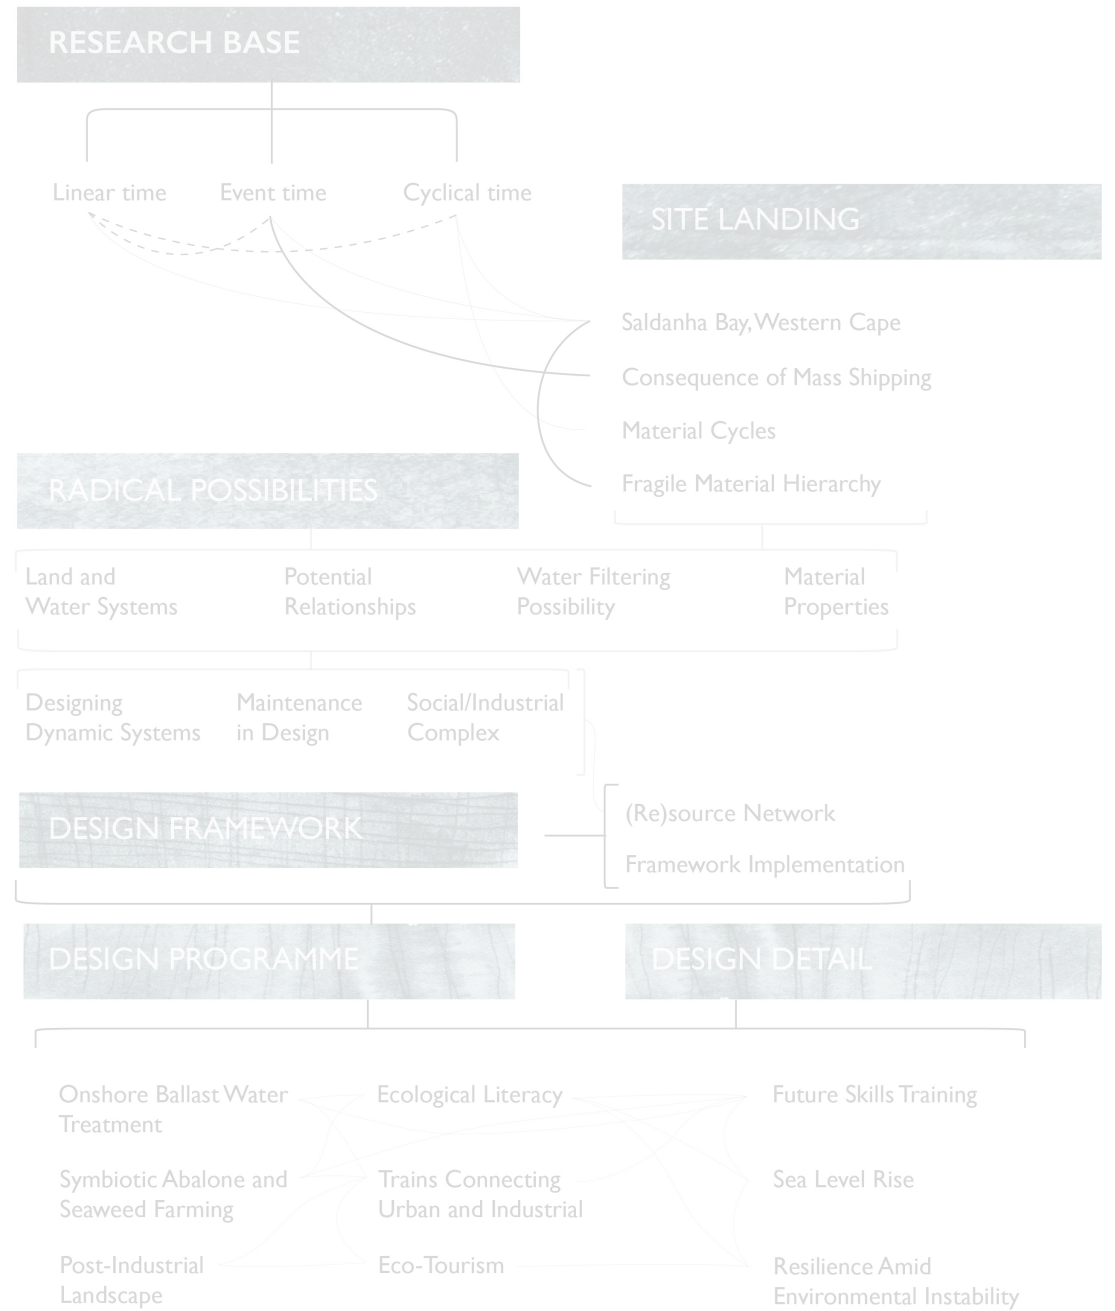 RESEARCH BASE
Linear time
Event time
Cyclical time
SITE LANDING
Saldanha Bay, Western Cape
Consequence of Mass Shipping
Material Cycles
Fragile Material Hierarchy
RADICAL POSSIBILITIES
Land and
Water Systems
Potential
Relationships
Water Filtering
Possibility
Material
Properties
Designing
Dynamic Systems
Maintenance
in Design
Social/Industrial
Complex
DESIGN FRAMEWORK
(Re)source Network
Framework Implementation
DESIGN PROGRAMME
DESIGN DETAIL
Onshore Ballast Water
Treatment
Ecological Literacy
Future Skills Training
Symbiotic Abalone and
Seaweed Farming
Trains Connecting
Urban and Industrial
Sea Level Rise
Post-Industrial
Landscape
Eco-Tourism
Resilience Amid
Environmental Instability